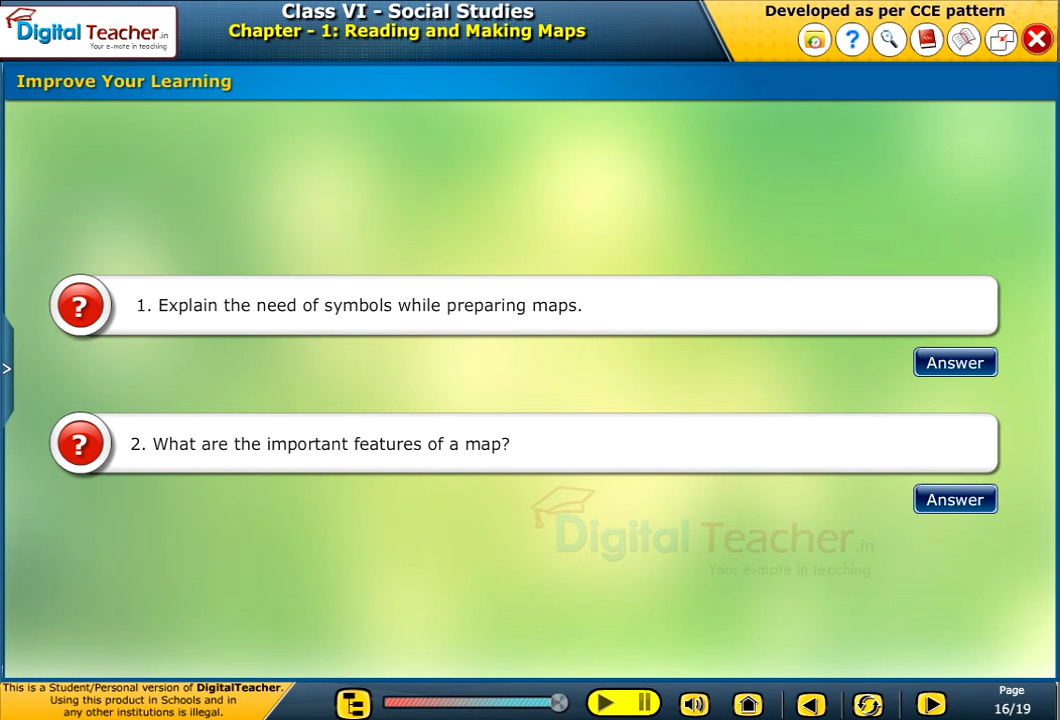 Digital Teacher.in
Your e-mate in teaching
Class VI - Social Studies
Chapter - 1: Reading and Making Maps
Developed as per CCE pattern
?
Improve Your Learning
? 1. Explain the need of symbols while preparing maps.
Answer
>
? 2. What are the important features of a map?
Answer
Digital Teacher.in
Your e-mate in teaching
This is a Student/Personal version of DigitalTeacher.
Using this product in Schools and in
any other institutions is illegal.
Page
16/19